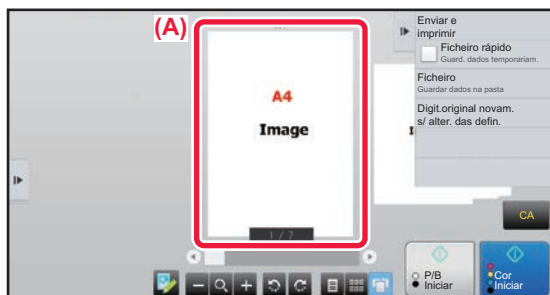 (A)
A4
Image
1 / 7
I
Enviar e
imprimir
Ficheiro rápido
Guard. dados temporariam.
Ficheiro
Guardar dados na pasta
Digit.original novam.
s/ alter. das defin.
CA
P/B
Iniciar
Cor
Iniciar